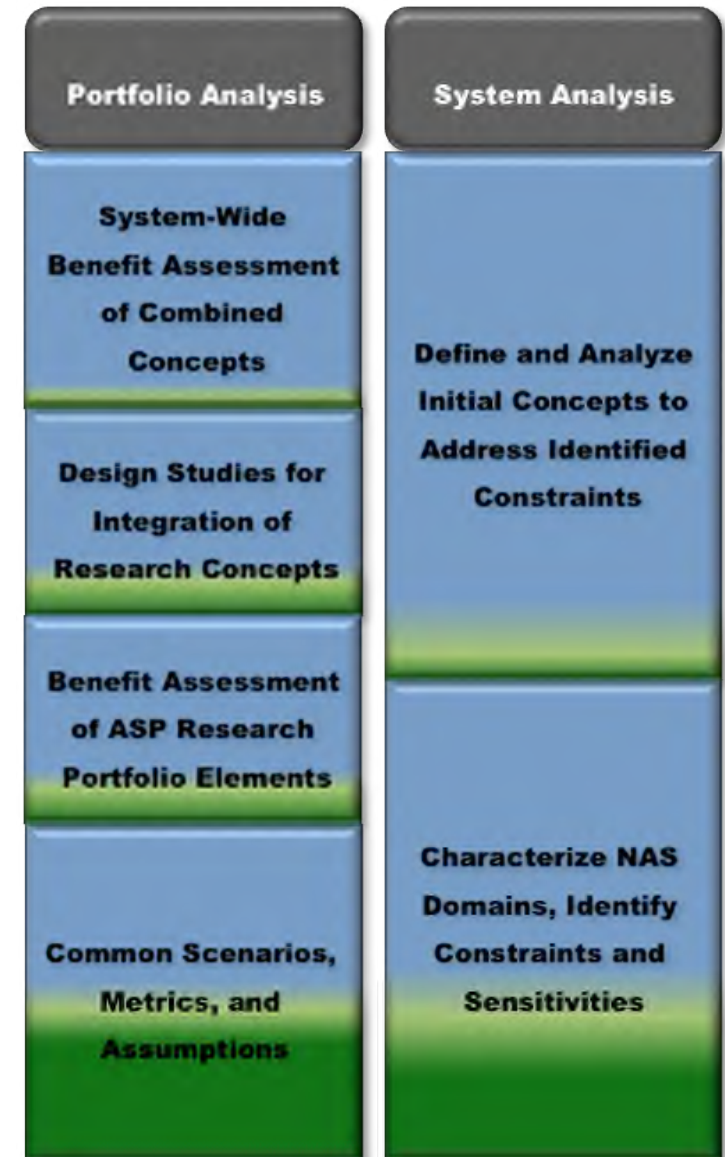 Portfolio Analysis
System-Wide
Benefit Assessment
of Combined
Concepts
Design Studies for
Integration of
Research Concepts
Benefit Assessment
of ASP Research
Portfolio Elements
Common Scenarios,
Metrics, and
Assumptions
System Analysis
Define and Analyze
Initial Concepts to
Address Identified
Constraints
Characterize NAS
Domains, Identify
Constraints and
Sensitivities